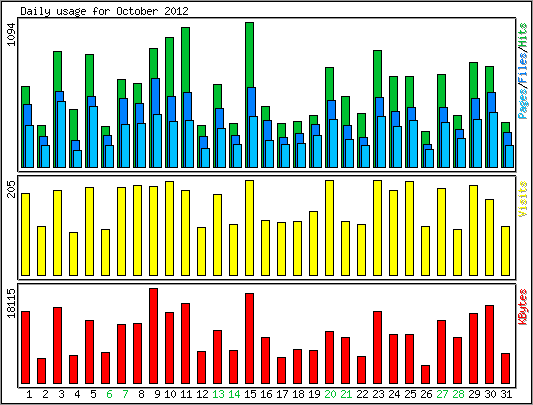 Daily usage for October 2012
1094
Pages/Files/Hits
205
Visits
18115
KBytes
1 2 3 4 5 6 7 8 9 10 11 12 13 14 15 16 17 18 19 20 21 22 23 24 25 26 27 28 29 30 31